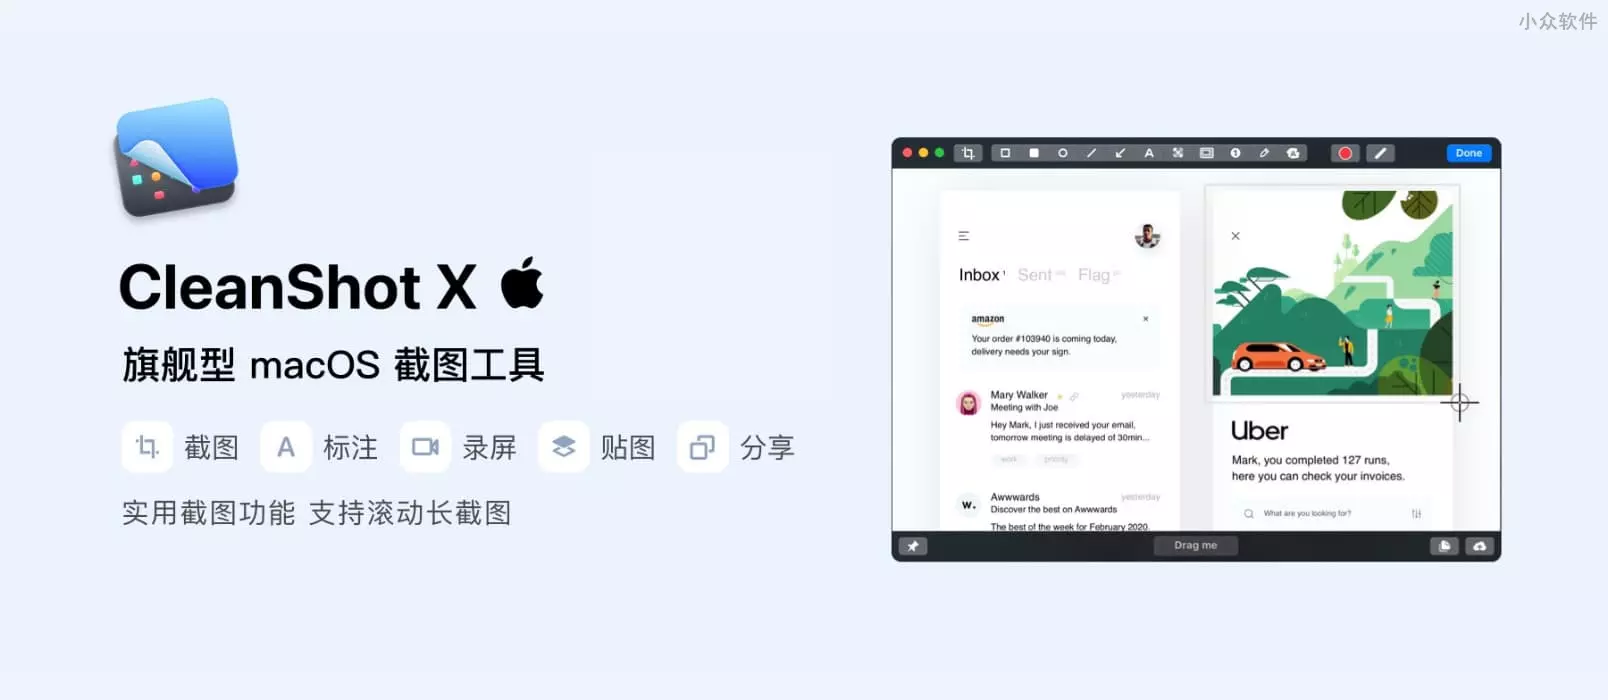 小众软件
CleanShot X
旗舰型 macOS 截图工具
截图 标注 录屏 贴图 分享
实用截图功能 支持滚动长截图
Done
Inbox 1 Sent Flag
amazon
Your order #103940 is coming today,
delivery needs your sign.
Mary Walker yesterday
Meeting with Joe
Hey Mark, I just received your email,
tomorrow meeting is delayed of 30min...
work priority
W. Awwwards yesterday
Discover the best on Awwwards
The best of the week for February 2020.
Uber
Mark, you completed 127 runs,
here you can check your invoices.
What are you looking for?
Drag me